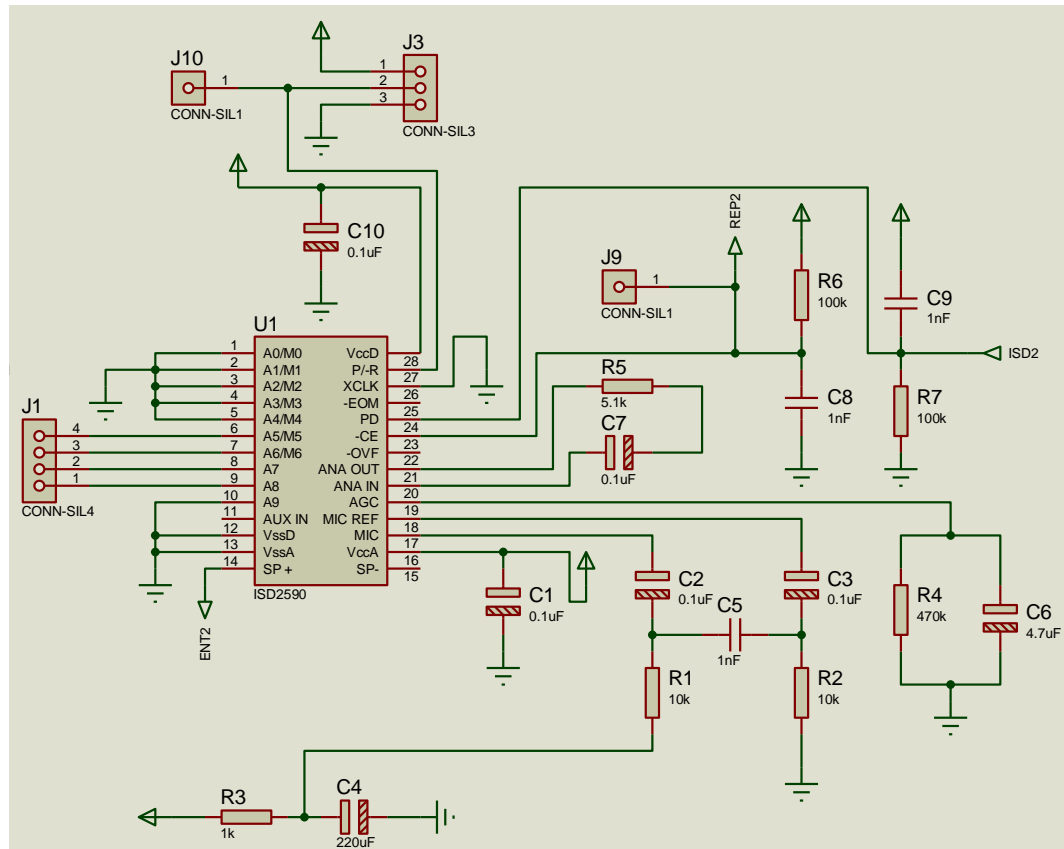 J10
1
CONN-SIL1
J3
1
2
3
CONN-SIL3
C10
0.1uF
REP2
J9
1
CONN-SIL1
R6
100k
C9
1nF
ISD2
C8
1nF
R7
100k
U1
1 A0/M0 VccD 28
2 A1/M1 P/-R 27
3 A2/M2 XCLK 26
4 A3/M3 -EOM 25
5 A4/M4 PD 24
6 A5/M5 -CE 23
7 A6/M6 -OVF 22
8 A7 ANA OUT 21
9 A8 ANA IN 20
10 A9 AGC 19
11 AUX IN MIC REF 18
12 VssD MIC 17
13 VssA VccA 16
14 SP+ SP- 15
ISD2590
J1
4
3
2
1
CONN-SIL4
ENT2
R5
5.1k
C7
0.1uF
C1
0.1uF
C2
0.1uF
C5
1nF
C3
0.1uF
R4
470k
C6
4.7uF
R1
10k
R2
10k
R3
1k
C4
220uF